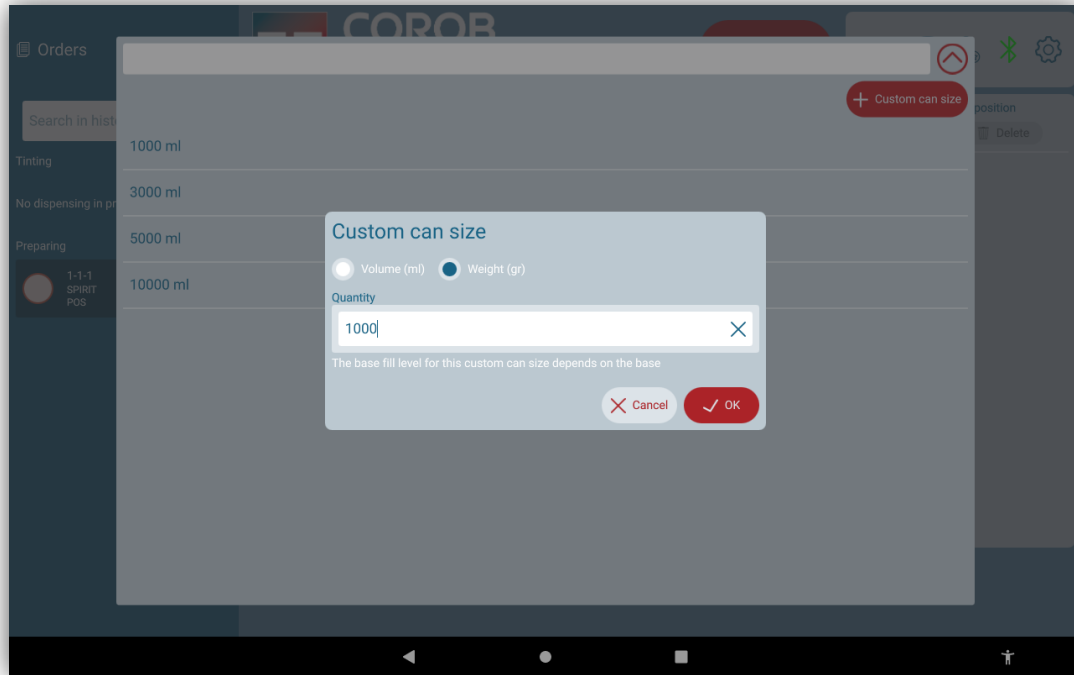 COROB
Orders
Custom can size
Search in hist
position
Delete
Tinting
1000 ml
No dispensing in pr
3000 ml
Preparing
5000 ml
1-1-1
SPIRIT
POS
10000 ml
Custom can size
Volume (ml)
Weight (gr)
Quantity
1000
The base fill level for this custom can size depends on the base
Cancel
OK